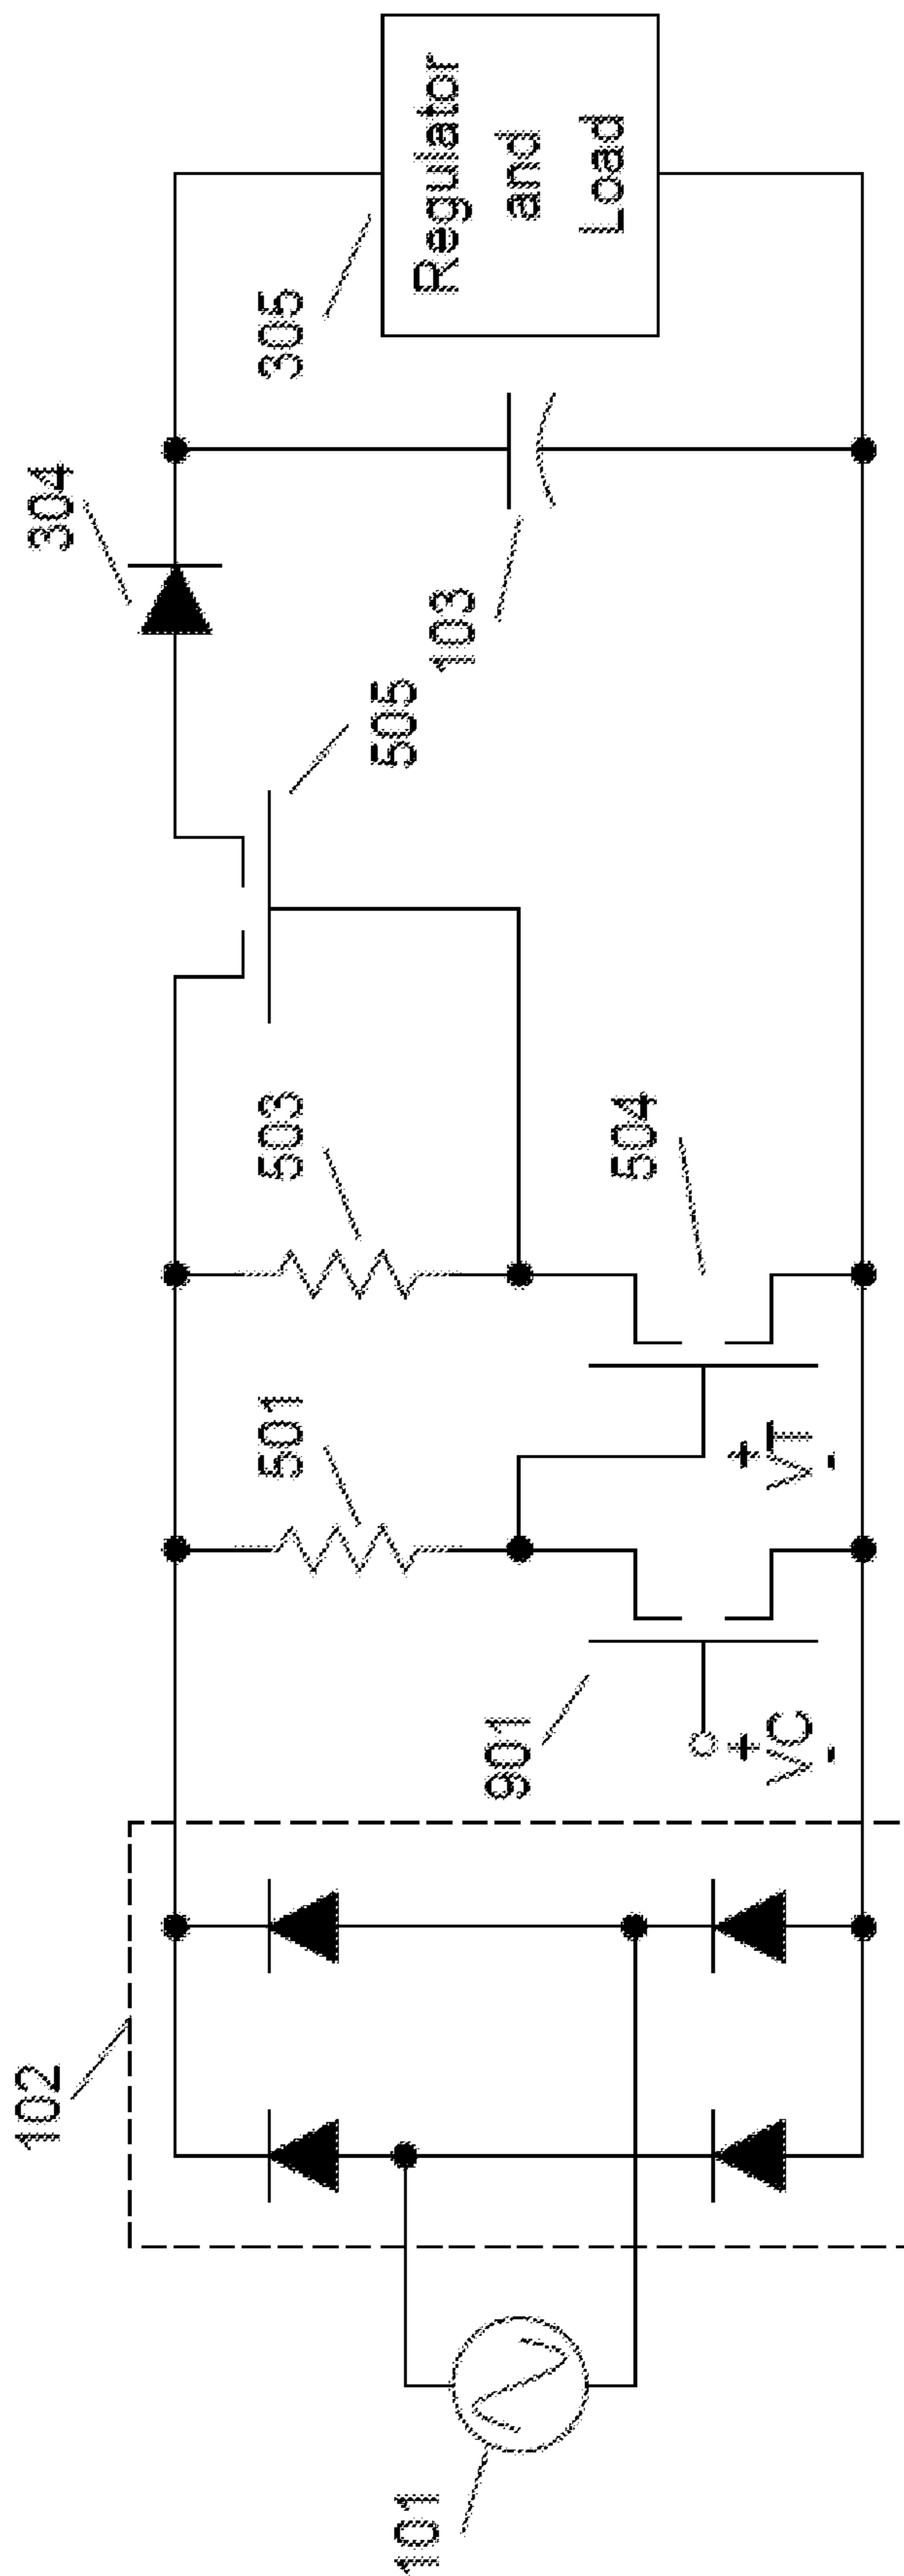 101
102
901
+
VC
-
501
+
VT
-
503
504
505
304
103
305
Regulator
and
Load